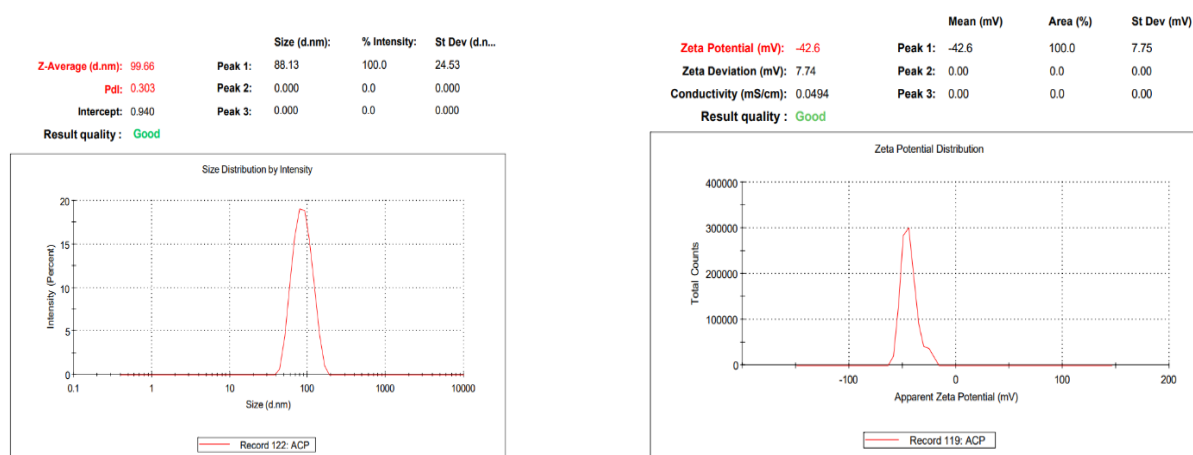 Size (d.nm): % Intensity: St Dev (d.n...
Z-Average (d.nm): 99.66 Peak 1: 88.13 100.0 24.53
PdI: 0.303 Peak 2: 0.000 0.0 0.000
Intercept: 0.940 Peak 3: 0.000 0.0 0.000
Result quality : Good
Size Distribution by Intensity
Intensity (Percent)
20
15
10
5
0
0.1 1 10 100 1000 10000
Size (d.nm)
Record 122: ACP
Mean (mV) Area (%) St Dev (mV)
Zeta Potential (mV): -42.6 Peak 1: -42.6 100.0 7.75
Zeta Deviation (mV): 7.74 Peak 2: 0.00 0.0 0.00
Conductivity (mS/cm): 0.0494 Peak 3: 0.00 0.0 0.00
Result quality : Good
Zeta Potential Distribution
Total Counts
400000
300000
200000
100000
0
-100 0 100 200
Apparent Zeta Potential (mV)
Record 119: ACP